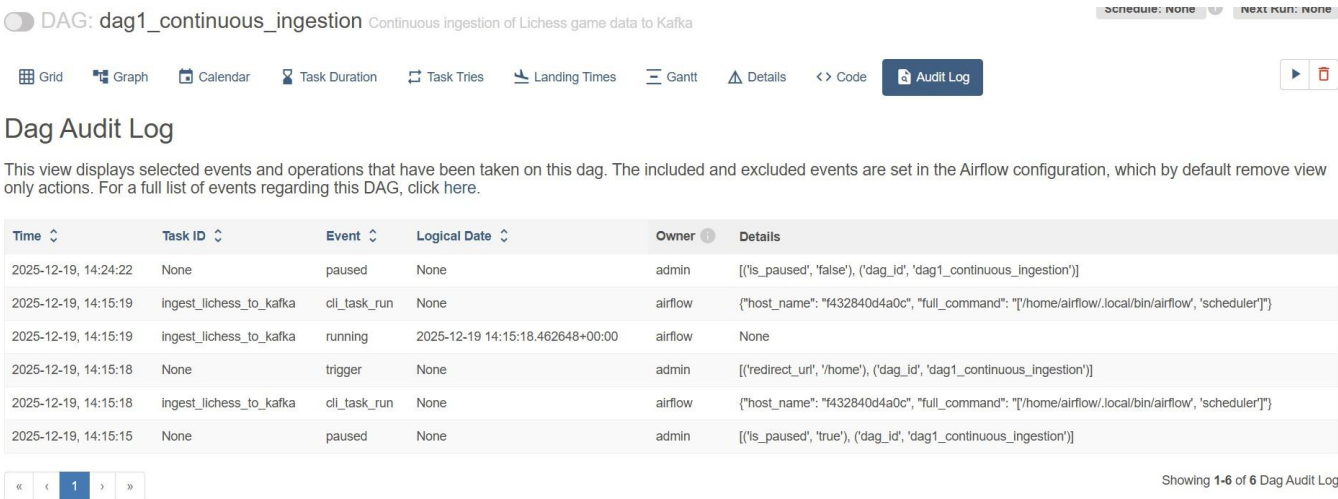 DAG: dag1_continuous_ingestion Continuous ingestion of Lichess game data to Kafka Schedule: None Next Run: None
Grid Graph Calendar Task Duration Task Tries Landing Times Gantt Details <> Code Audit Log
Dag Audit Log
This view displays selected events and operations that have been taken on this dag. The included and excluded events are set in the Airflow configuration, which by default remove view
only actions. For a full list of events regarding this DAG, click here.
Time Task ID Event Logical Date Owner Details
2025-12-19, 14:24:22 None paused None admin [('is_paused', 'false'), ('dag_id', 'dag1_continuous_ingestion')]
2025-12-19, 14:15:19 ingest_lichess_to_kafka cli_task_run None airflow {"host_name": "f432840d4a0c", "full_command": "['/home/airflow/.local/bin/airflow', 'scheduler']"}
2025-12-19, 14:15:19 ingest_lichess_to_kafka running 2025-12-19 14:15:18.462648+00:00 airflow None
2025-12-19, 14:15:18 None trigger None admin [('redirect_url', '/home'), ('dag_id', 'dag1_continuous_ingestion')]
2025-12-19, 14:15:18 ingest_lichess_to_kafka cli_task_run None airflow {"host_name": "f432840d4a0c", "full_command": "['/home/airflow/.local/bin/airflow', 'scheduler']"}
2025-12-19, 14:15:15 None paused None admin [('is_paused', 'true'), ('dag_id', 'dag1_continuous_ingestion')]
« ‹ 1 › » Showing 1-6 of 6 Dag Audit Log